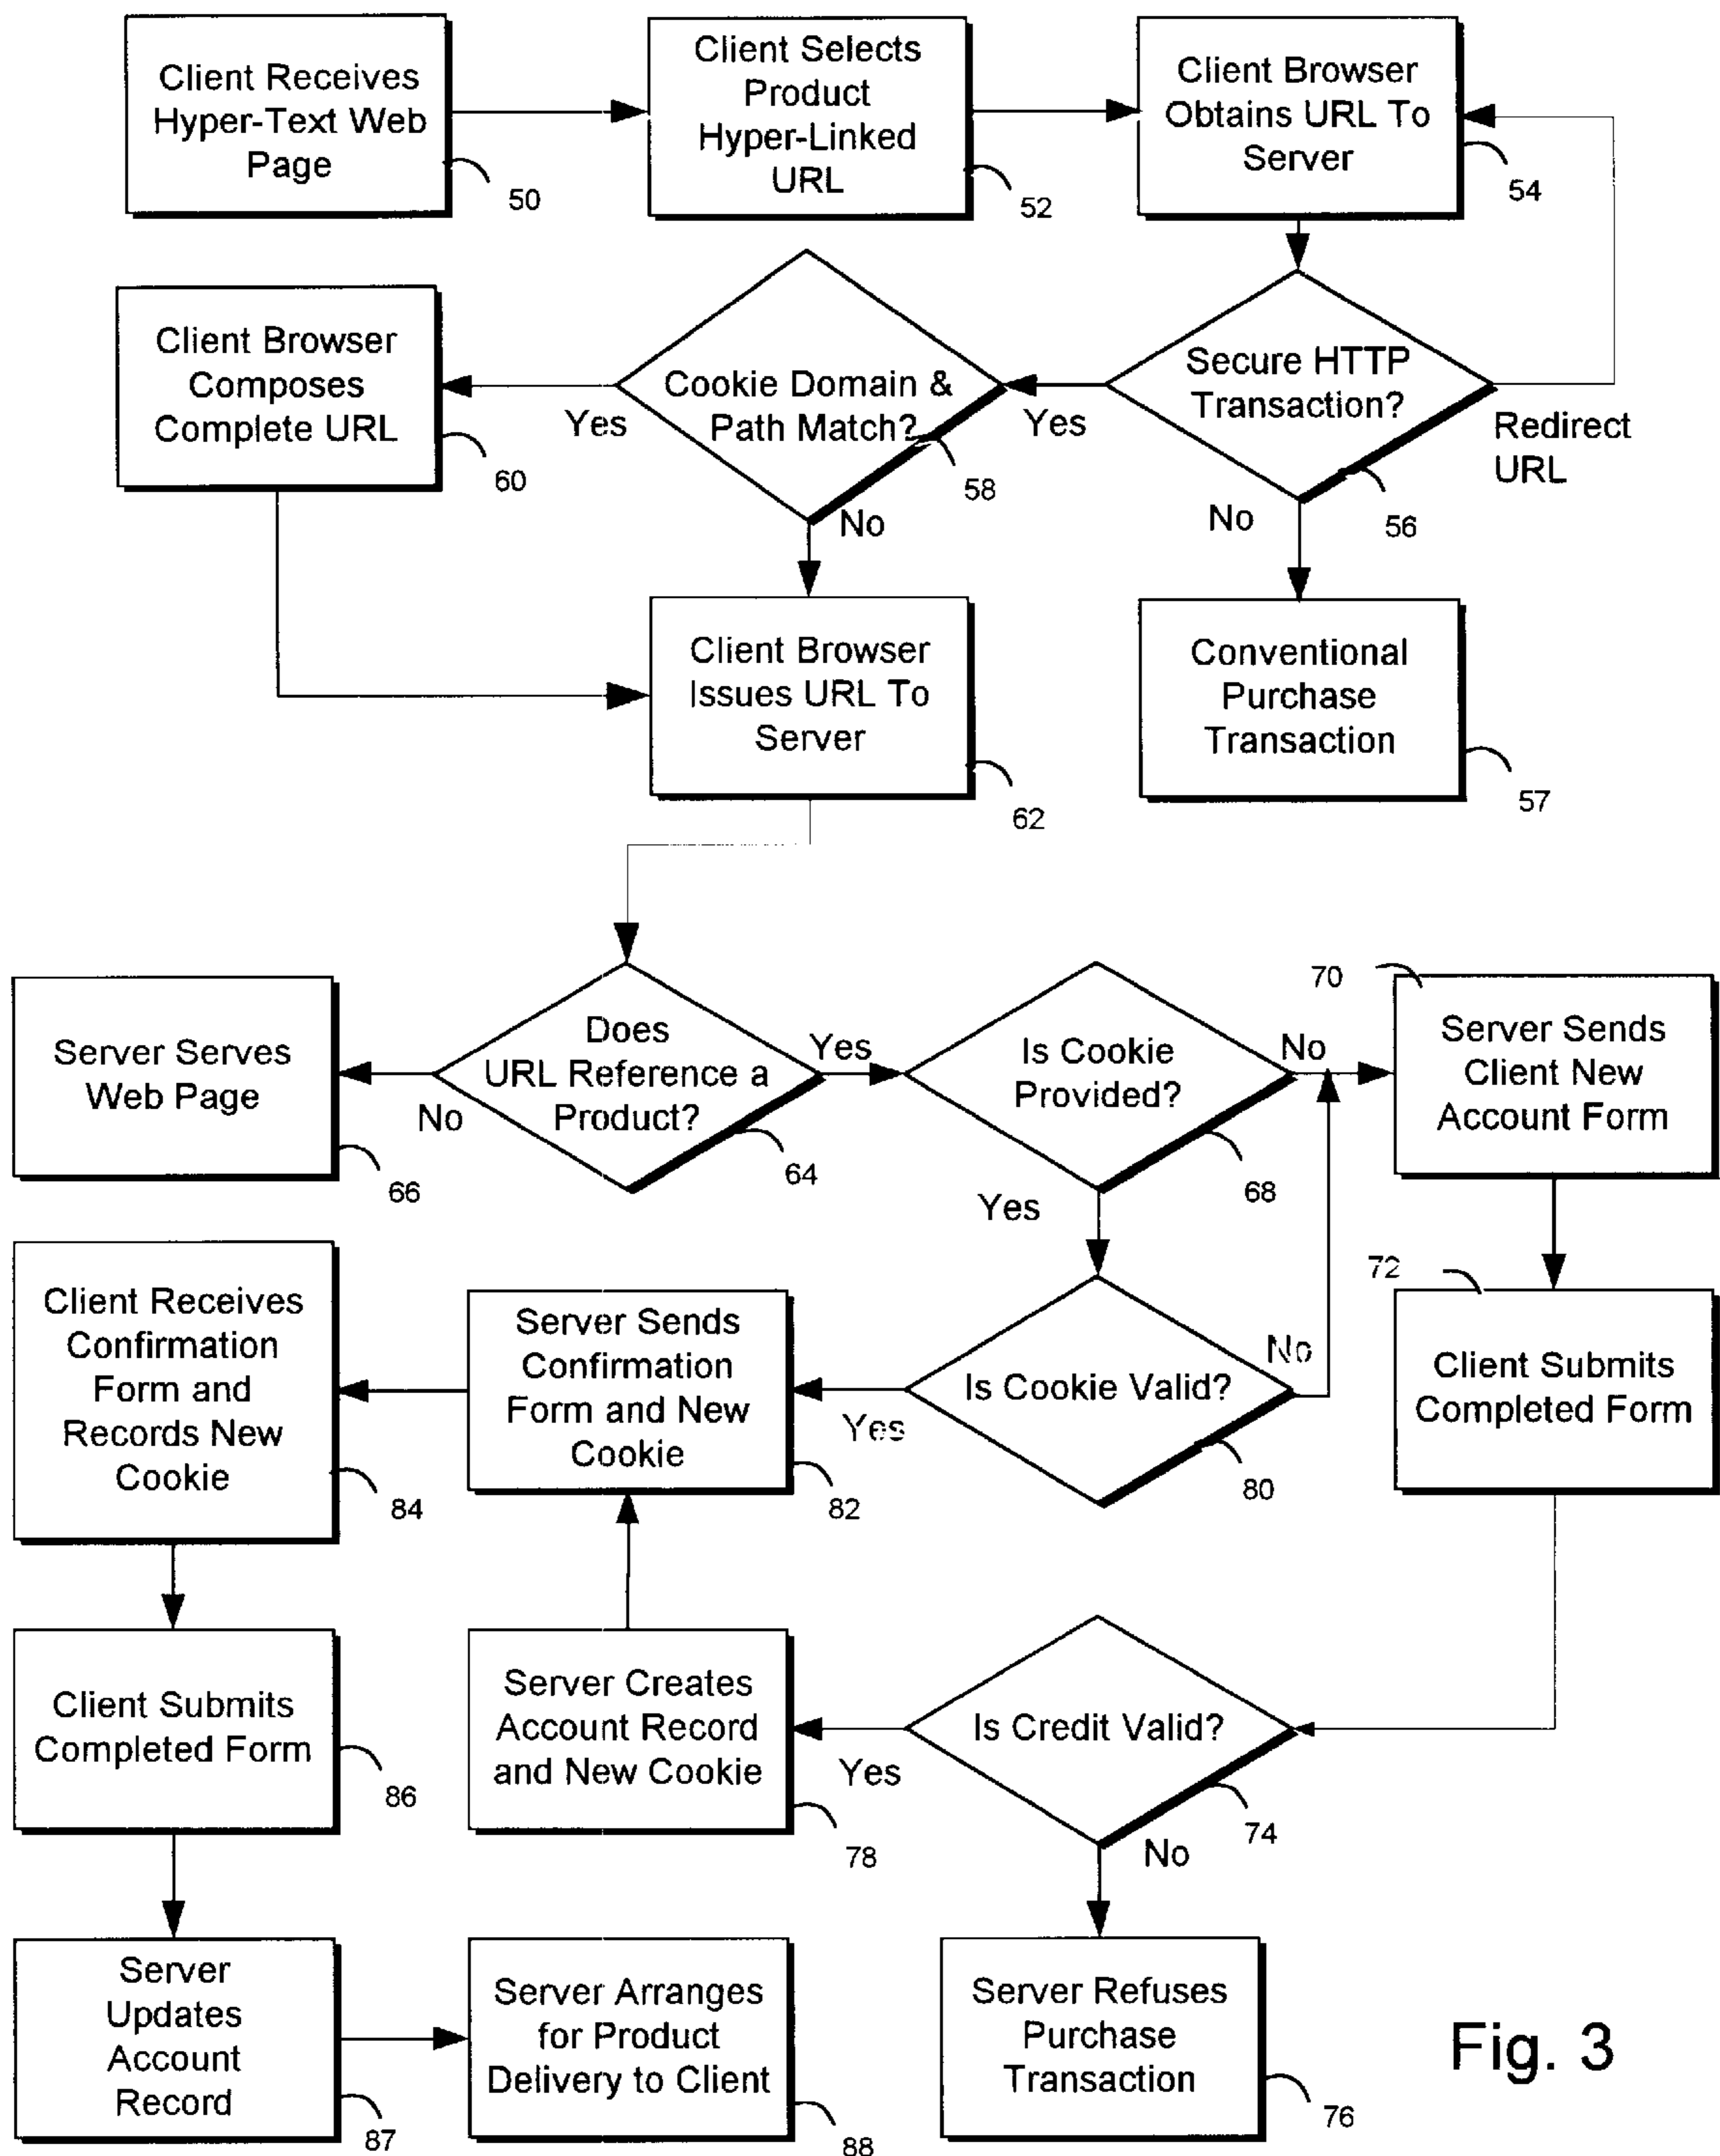 Client Receives
Hyper-Text Web
Page
50
Client Selects
Product
Hyper-Linked
URL
52
Client Browser
Obtains URL To
Server
54
Secure HTTP
Transaction?
56
Redirect
URL
Yes
No
Conventional
Purchase
Transaction
57
Cookie Domain &
Path Match?
58
Yes
No
Client Browser
Composes
Complete URL
60
Client Browser
Issues URL To
Server
62
Does
URL Reference a
Product?
64
No
Yes
Server Serves
Web Page
66
Is Cookie
Provided?
68
No
Yes
70
Server Sends
Client New
Account Form
72
Client Submits
Completed Form
Is Cookie Valid?
80
No
Yes
Server Sends
Confirmation
Form and New
Cookie
82
Client Receives
Confirmation
Form and
Records New
Cookie
84
Client Submits
Completed Form
86
Server Creates
Account Record
and New Cookie
78
Is Credit Valid?
74
Yes
No
Server
Updates
Account
Record
87
Server Arranges
for Product
Delivery to Client
88
Server Refuses
Purchase
Transaction
76
Fig. 3